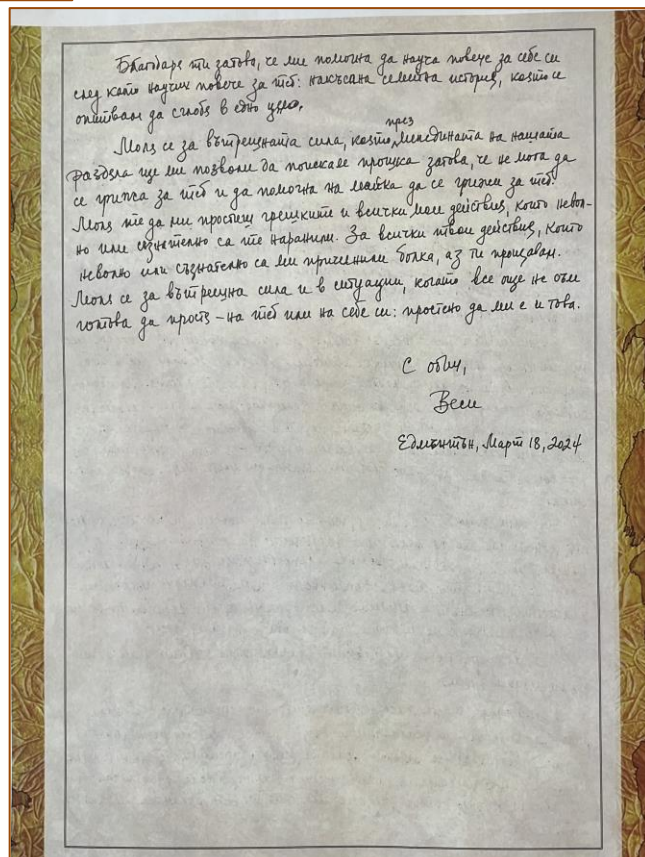 Благодаря ти затова, че ми помогна да науча повече за себе си
след като научих повече за теб: накъсана семейна история, която се
опитвам да сглобя в едно цяло.
Моля се за вътрешната сила, която през менедината на нашата
раздяла ще ми позволи да поискам прошка затова, че не мога да
се грижа за теб и да помогна на майка да се грижи за теб.
Моля те да ми простиш грешките и всички мои действия, които невол-
но или съзнателно са те наранили. За всички твои действия, които
неволно или съзнателно са ми причинили болка, аз ти прощавам.
Моля се за вътрешна сила и в ситуации, когато все още не съм
готова да простя – на теб или на себе си: простено да ми е и това.
С обич,
Веси
Едмънтън, Март 18, 2024